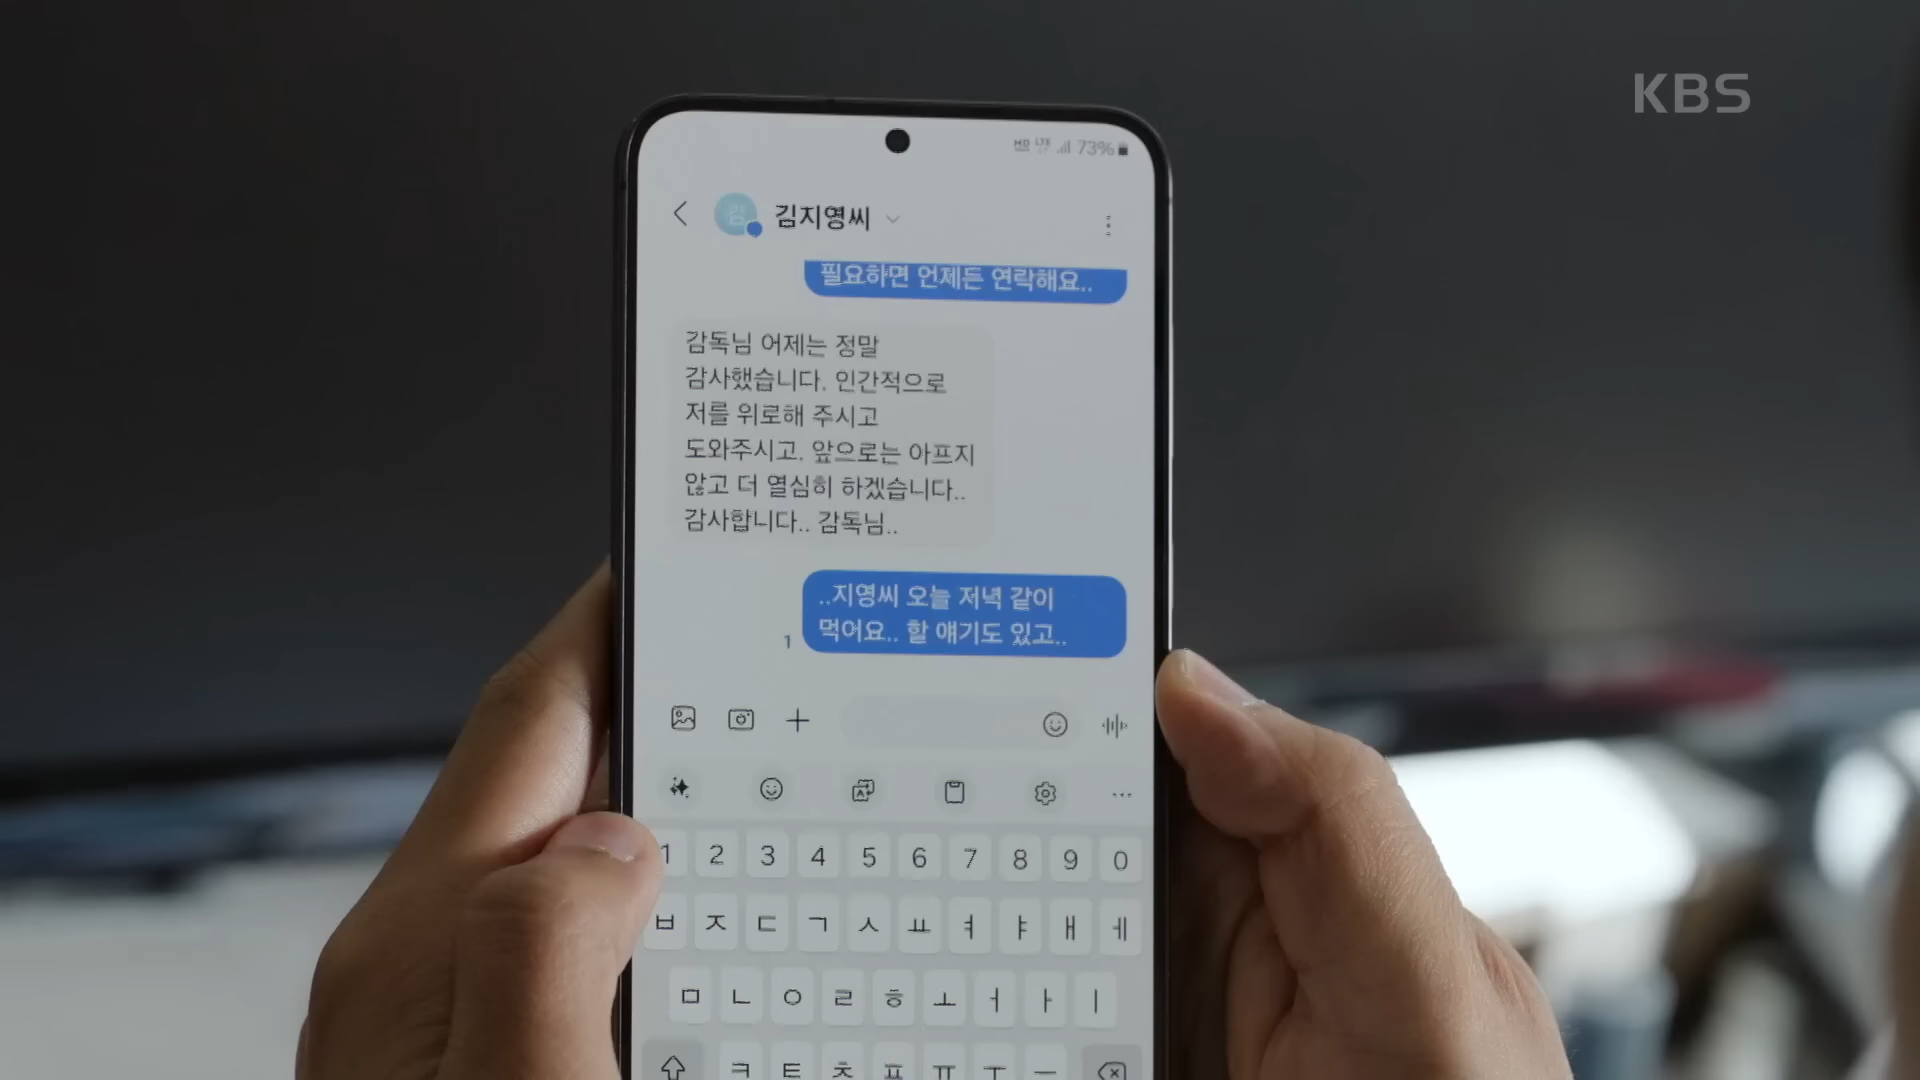 KBS
HD LTE 73%
김 김지영씨
필요하면 언제든 연락해요..
감독님 어제는 정말
감사했습니다. 인간적으로
저를 위로해 주시고
도와주시고. 앞으로는 아프지
않고 더 열심히 하겠습니다..
감사합니다.. 감독님..
..지영씨 오늘 저녁 같이
먹어요.. 할 얘기도 있고..
1
1 2 3 4 5 6 7 8 9 0
ㅂ ㅈ ㄷ ㄱ ㅅ ㅛ ㅕ ㅑ ㅐ ㅔ
ㅁ ㄴ ㅇ ㄹ ㅎ ㅗ ㅓ ㅏ ㅣ
ㅋ ㅌ ㅊ ㅍ ㅠ ㅜ ㅡ